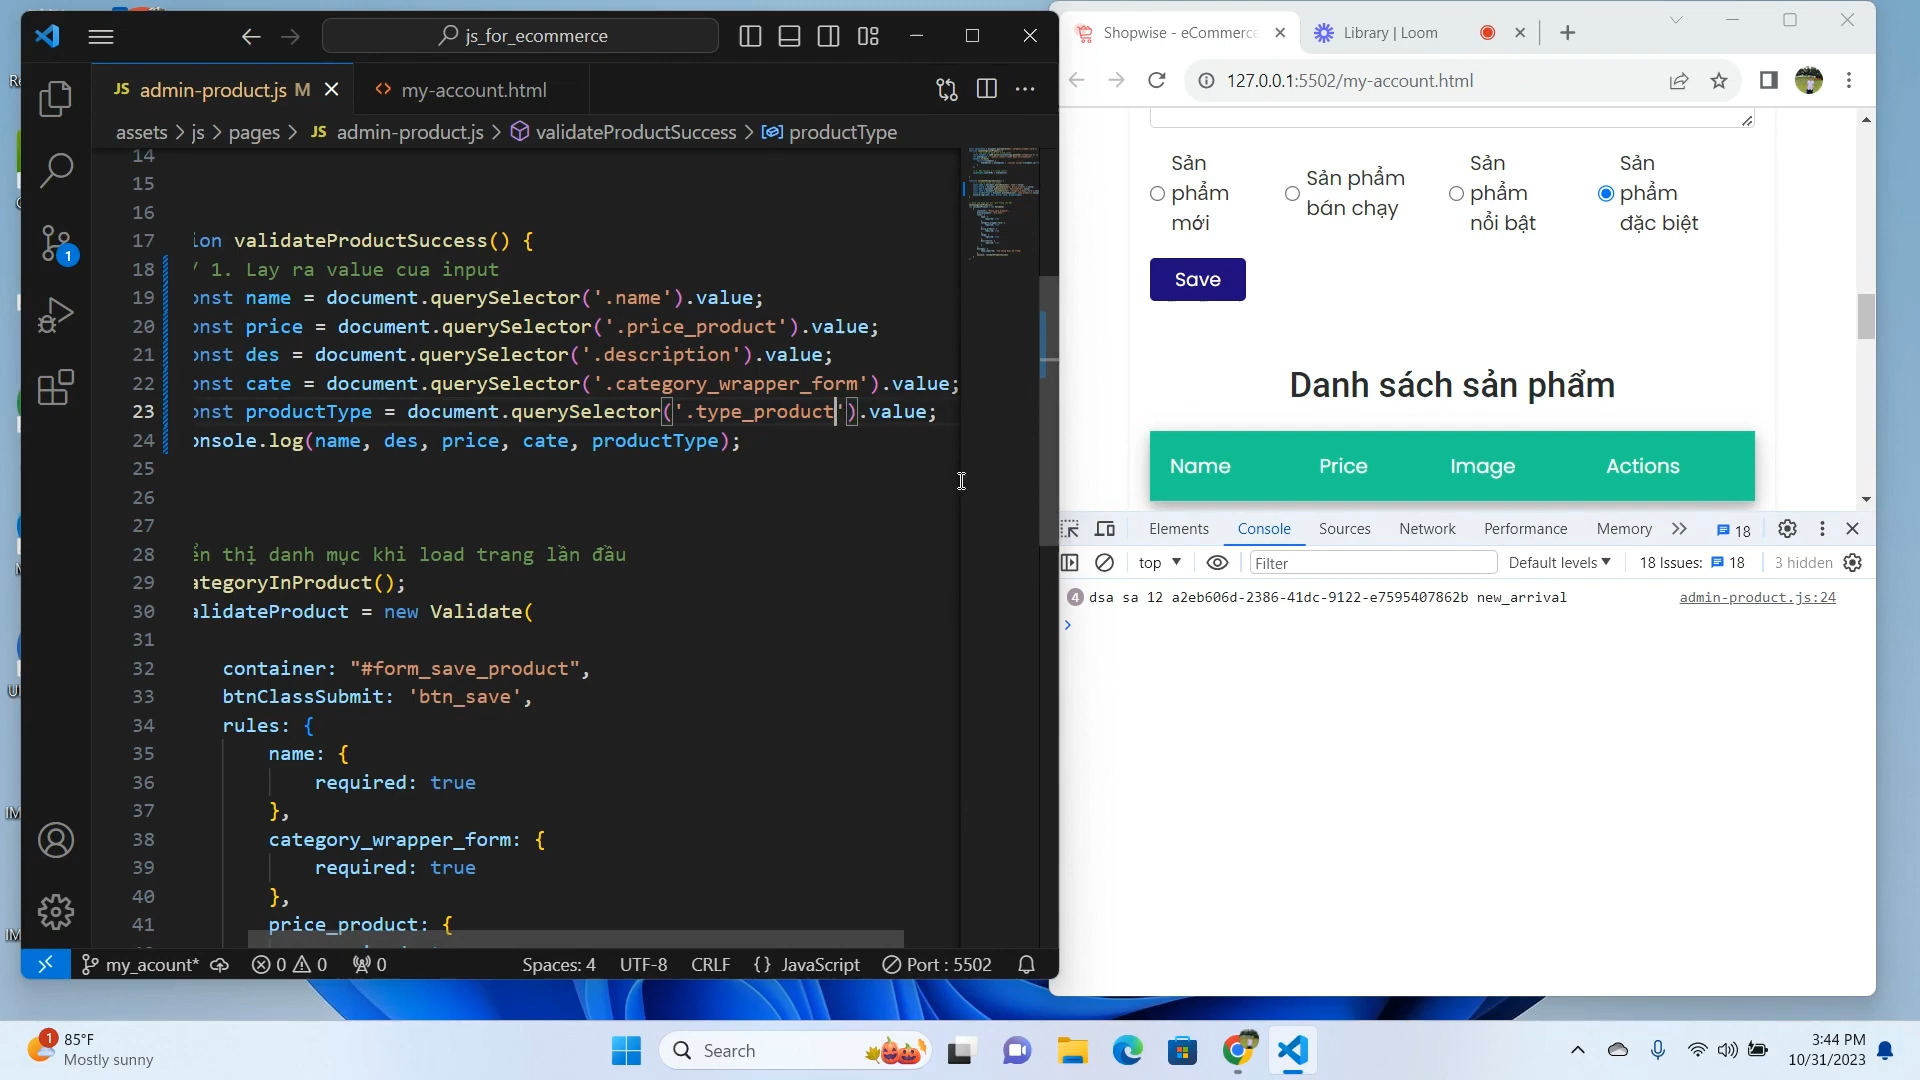 js_for_ecommerce
JS admin-product.js M
<> my-account.html
assets > js > pages > JS admin-product.js > validateProductSuccess > productType
14
15
16
17 ion validateProductSuccess() {
18 / 1. Lay ra value cua input
19 onst name = document.querySelector('.name').value;
20 onst price = document.querySelector('.price_product').value;
21 onst des = document.querySelector('.description').value;
22 onst cate = document.querySelector('.category_wrapper_form').value;
23 onst productType = document.querySelector('.type_product').value;
24 onsole.log(name, des, price, cate, productType);
25
26
27
28 ển thị danh mục khi load trang lần đầu
29 ategoryInProduct();
30 alidateProduct = new Validate(
31
32 container: "#form_save_product",
33 btnClassSubmit: 'btn_save',
34 rules: {
35 name: {
36 required: true
37 },
38 category_wrapper_form: {
39 required: true
40 },
41 price_product: {
1
my_acount*
0 0 0
Spaces: 4 UTF-8 CRLF {} JavaScript Port : 5502
Shopwise - eCommerce
Library | Loom
127.0.0.1:5502/my-account.html
Sản phẩm mới
Sản phẩm bán chạy
Sản phẩm nổi bật
Sản phẩm đặc biệt
Save
Danh sách sản phẩm
Name Price Image Actions
Elements Console Sources Network Performance Memory 18
top Filter Default levels 18 Issues: 18 3 hidden
4 dsa sa 12 a2eb606d-2386-41dc-9122-e7595407862b new_arrival admin-product.js:24
1
85°F
Mostly sunny
Search
3:44 PM
10/31/2023